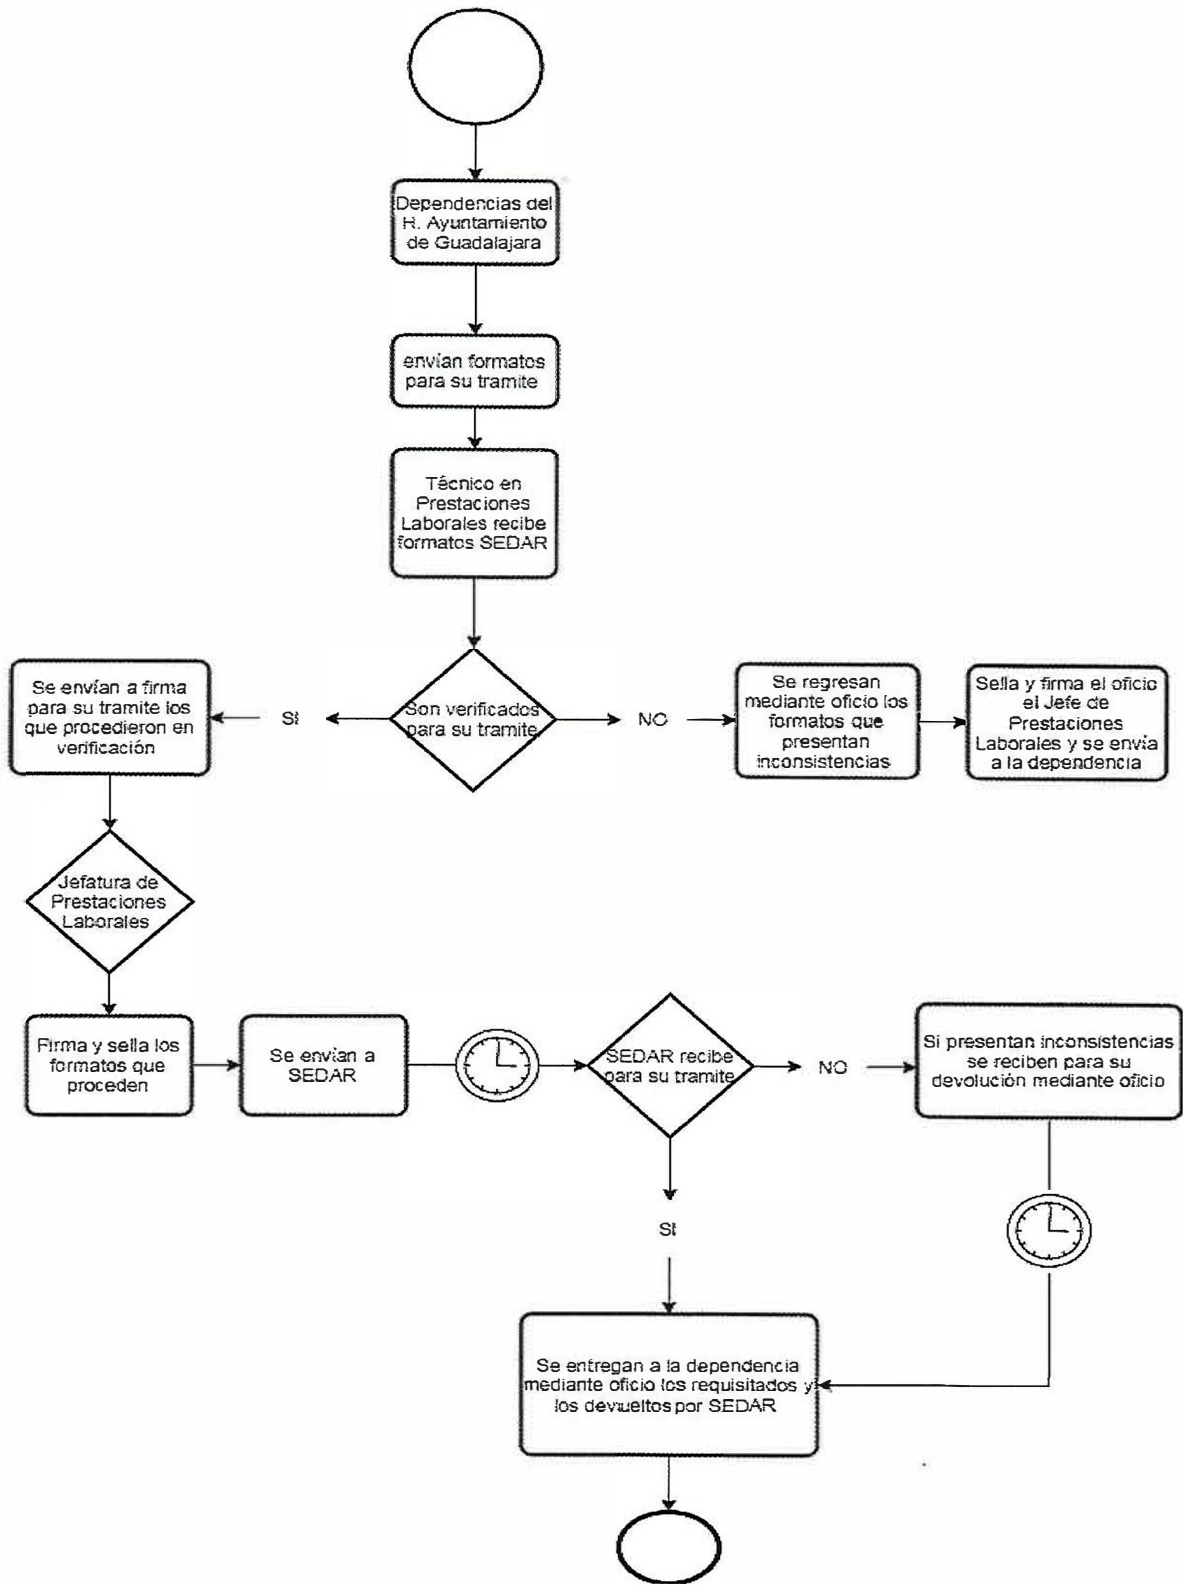 Dependencias del
H. Ayuntamiento
de Guadalajara
envían formatos
para su tramite
Técnico en
Prestaciones
Laborales recibe
formatos SEDAR
Son verificados
para su tramite
SI
NO
Se envían a firma
para su tramite los
que procedieron en
verificación
Se regresan
mediante oficio los
formatos que
presentan
inconsistencias
Sella y firma el oficio
el Jefe de
Prestaciones
Laborales y se envía
a la dependencia
Jefatura de
Prestaciones
Laborales
Firma y sella los
formatos que
proceden
Se envían a
SEDAR
SEDAR recibe
para su tramite
NO
Si presentan inconsistencias
se reciben para su
devolución mediante oficio
SI
Se entregan a la dependencia
mediante oficio los requisitados y
los devueltos por SEDAR